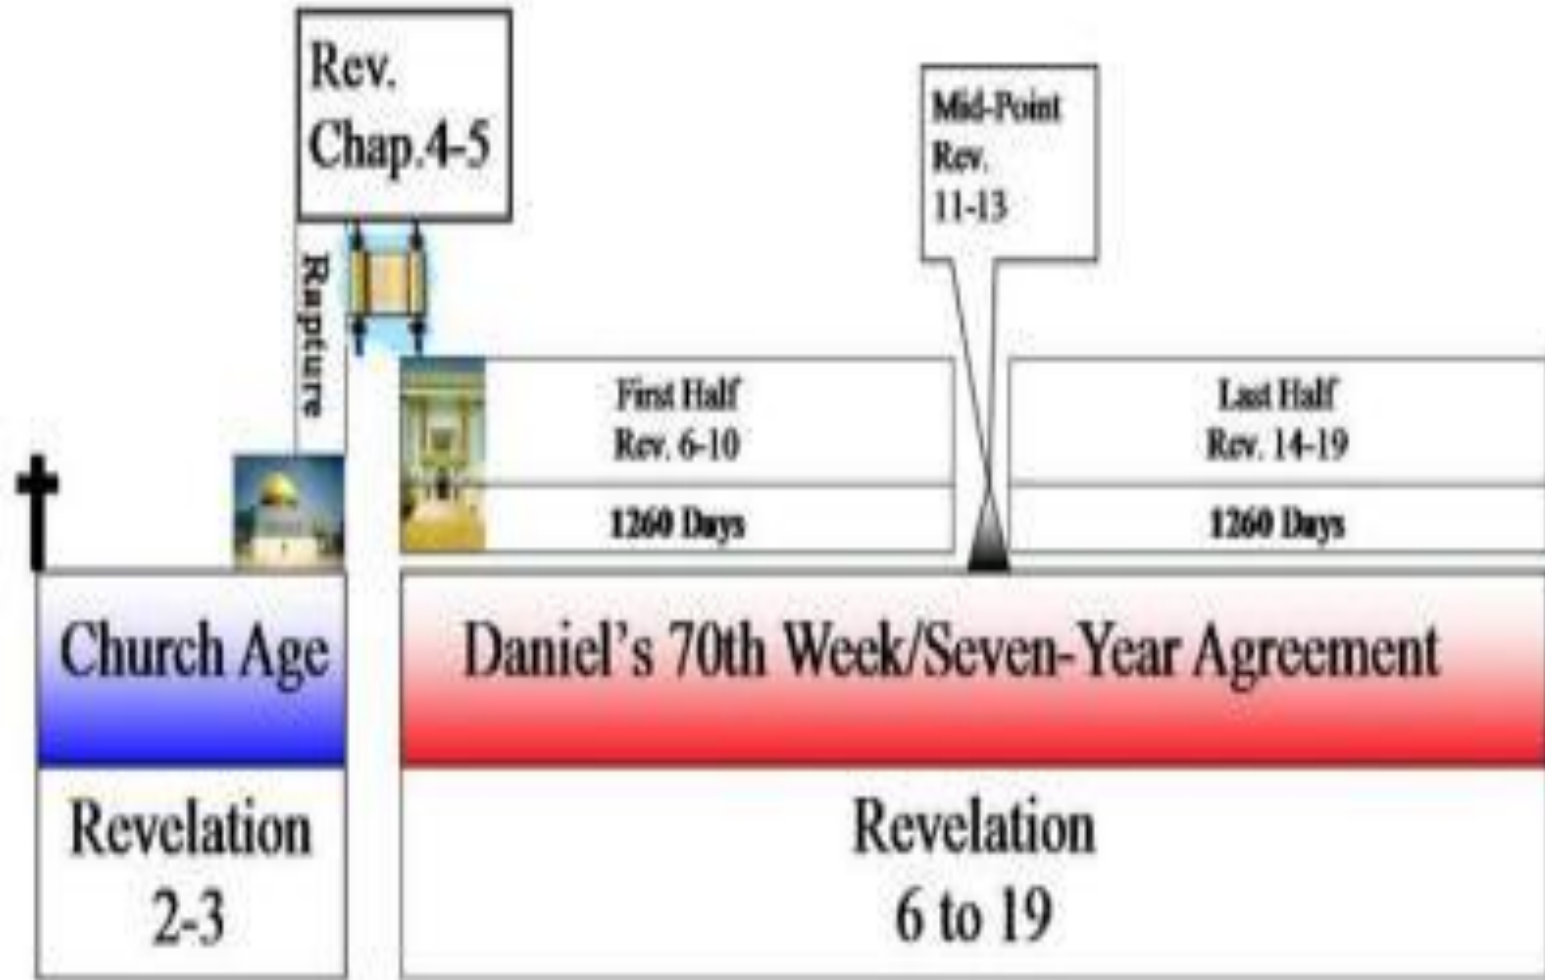 Rev.
Chap.4-5
Rapture
Mid-Point
Rev.
11-13
First Half
Rev. 6-10
1260 Days
Last Half
Rev. 14-19
1260 Days
Church Age
Daniel’s 70th Week/Seven-Year Agreement
Revelation
2-3
Revelation
6 to 19